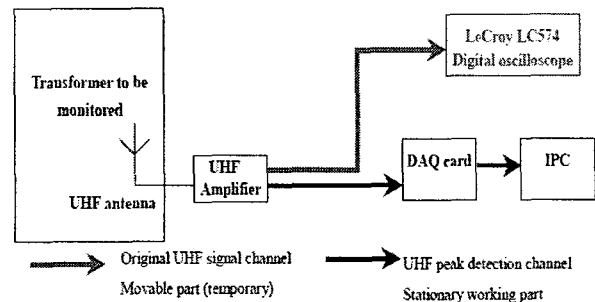 LeCroy LC574
Digital oscilloscope
Transformer to be
monitored
UHF
Amplifier
DAQ card
IPC
UHF antenna
Original UHF signal channel
Movable part (temporary)
UHF peak detection channel
Stationary working part